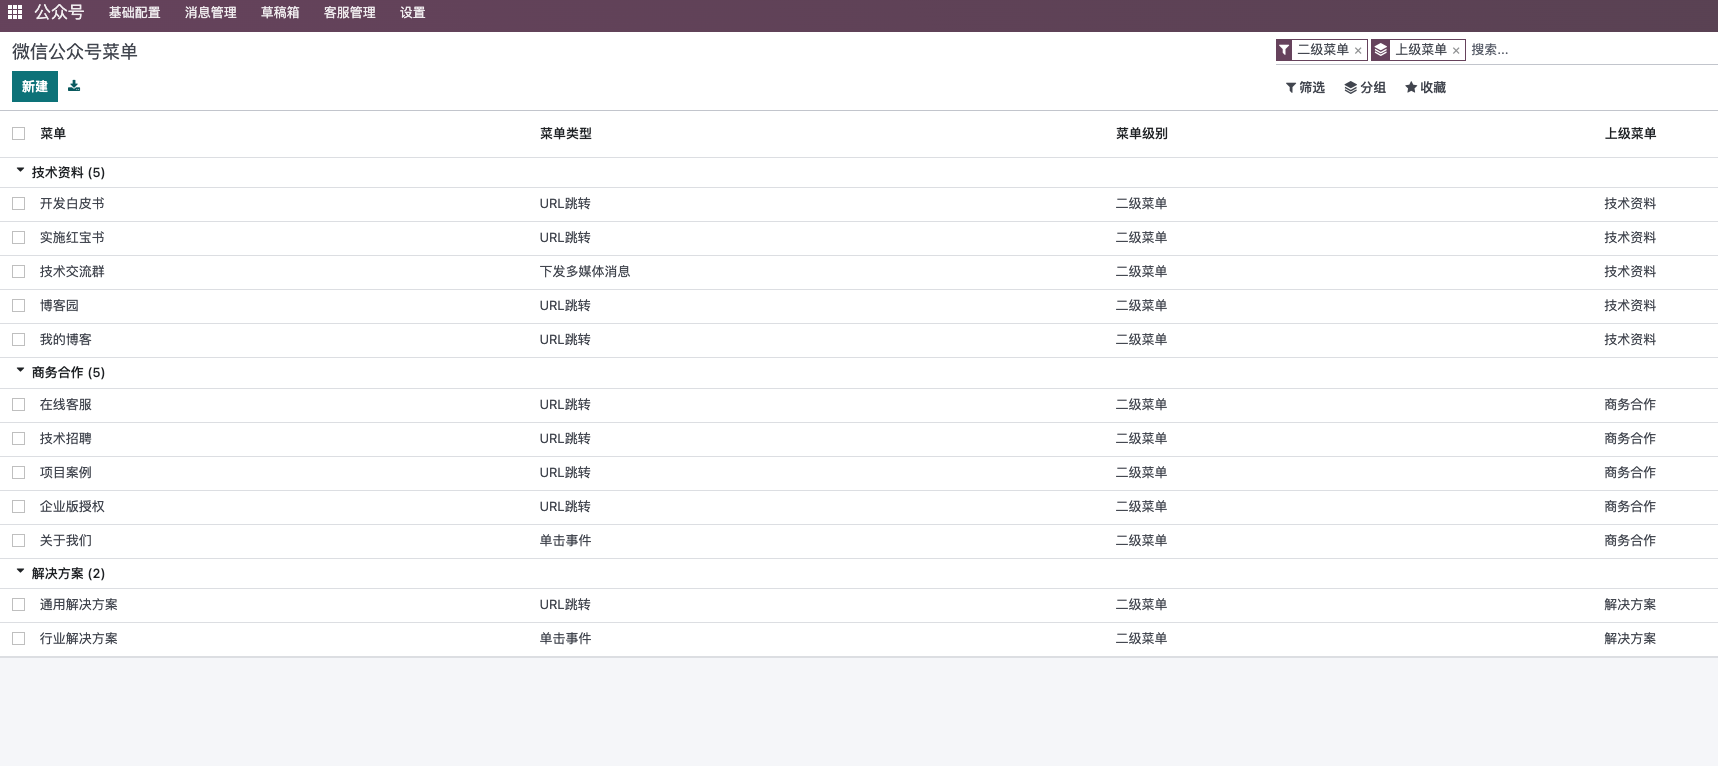 公众号 基础配置 消息管理 草稿箱 客服管理 设置
微信公众号菜单 二级菜单 × 上级菜单 × 搜索...
新建 筛选 分组 收藏
菜单 菜单类型 菜单级别 上级菜单
技术资料 (5)
开发白皮书 URL跳转 二级菜单 技术资料
实施红宝书 URL跳转 二级菜单 技术资料
技术交流群 下发多媒体消息 二级菜单 技术资料
博客园 URL跳转 二级菜单 技术资料
我的博客 URL跳转 二级菜单 技术资料
商务合作 (5)
在线客服 URL跳转 二级菜单 商务合作
技术招聘 URL跳转 二级菜单 商务合作
项目案例 URL跳转 二级菜单 商务合作
企业版授权 URL跳转 二级菜单 商务合作
关于我们 单击事件 二级菜单 商务合作
解决方案 (2)
通用解决方案 URL跳转 二级菜单 解决方案
行业解决方案 单击事件 二级菜单 解决方案